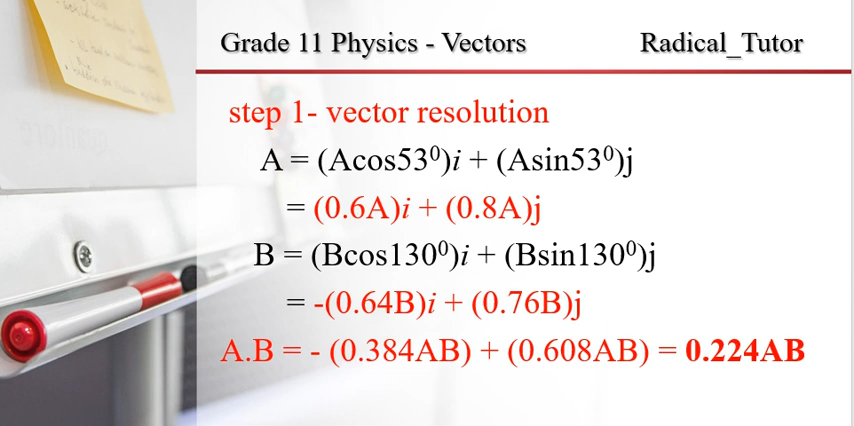 Grade 11 Physics - Vectors Radical_Tutor
step 1- vector resolution
A = (Acos53⁰)i + (Asin53⁰)j
= (0.6A)i + (0.8A)j
B = (Bcos130⁰)i + (Bsin130⁰)j
= -(0.64B)i + (0.76B)j
A.B = - (0.384AB) + (0.608AB) = 0.224AB